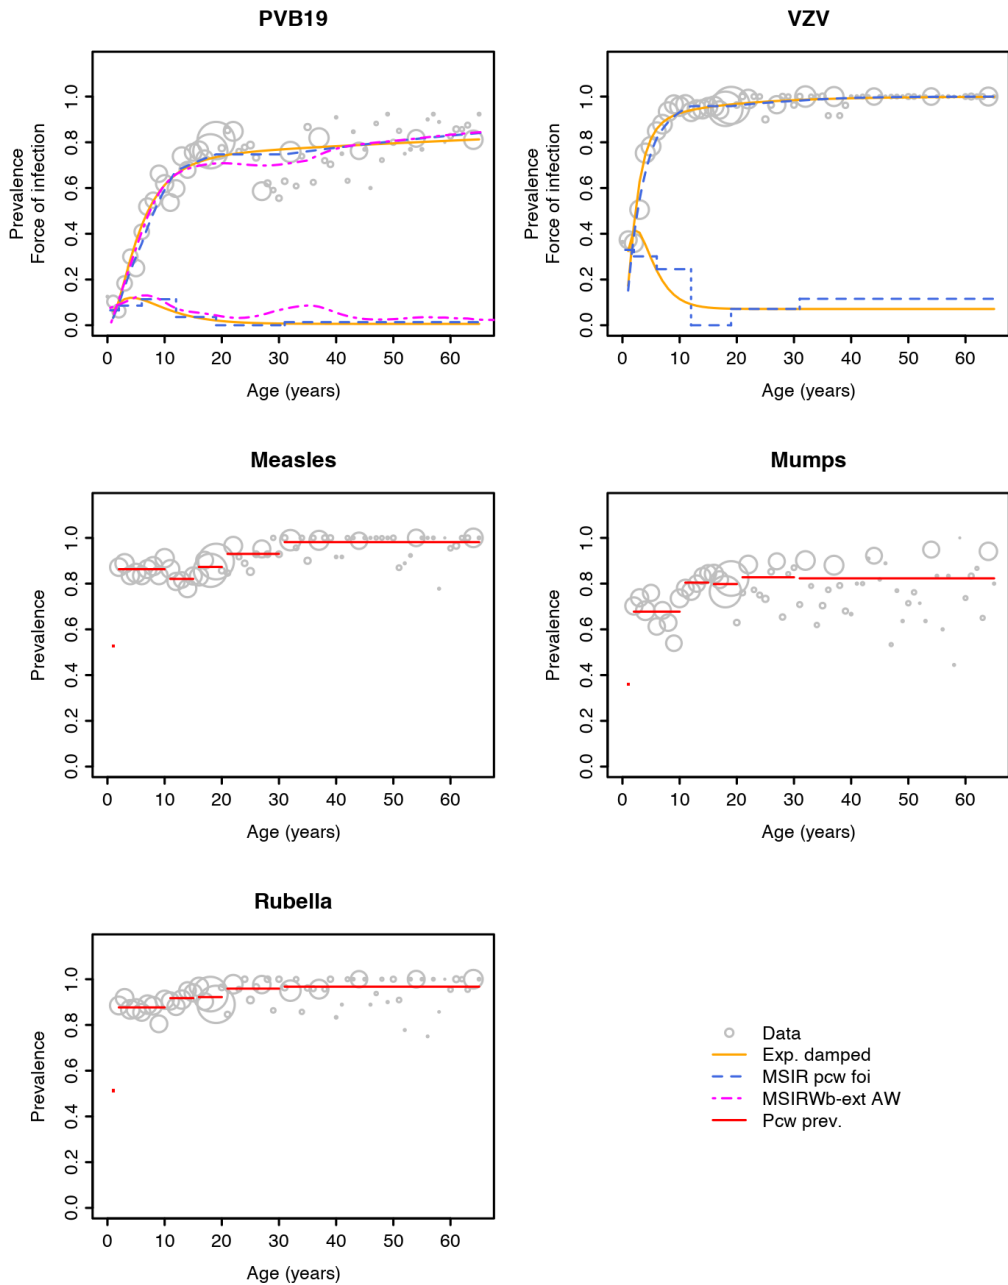 PVB19
Prevalence
Force of infection
0.0 0.2 0.4 0.6 0.8 1.0
0 10 20 30 40 50 60
Age (years)
VZV
Prevalence
Force of infection
0.0 0.2 0.4 0.6 0.8 1.0
0 10 20 30 40 50 60
Age (years)
Measles
Prevalence
0.0 0.2 0.4 0.6 0.8 1.0
0 10 20 30 40 50 60
Age (years)
Mumps
Prevalence
0.0 0.2 0.4 0.6 0.8 1.0
0 10 20 30 40 50 60
Age (years)
Rubella
Prevalence
0.0 0.2 0.4 0.6 0.8 1.0
0 10 20 30 40 50 60
Age (years)
Data
Exp. damped
MSIR pcw foi
MSIRWb-ext AW
Pcw prev.